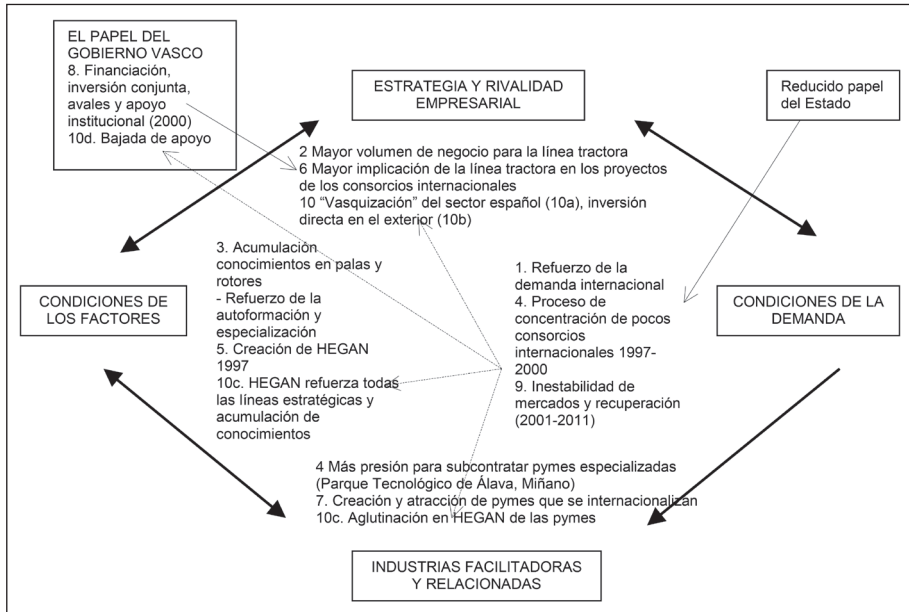 EL PAPEL DEL
GOBIERNO VASCO
8. Financiación,
inversión conjunta,
avales y apoyo
institucional (2000)
10d. Bajada de apoyo
ESTRATEGIA Y RIVALIDAD
EMPRESARIAL
Reducido papel
del Estado
2 Mayor volumen de negocio para la línea tractora
6 Mayor implicación de la línea tractora en los proyectos
de los consorcios internacionales
10 “Vasquización” del sector español (10a), inversión
directa en el exterior (10b)
CONDICIONES DE
LOS FACTORES
3. Acumulación
conocimientos en palas y
rotores
- Refuerzo de la
autoformación y
especialización
5. Creación de HEGAN
1997
10c. HEGAN refuerza todas
las líneas estratégicas y
acumulación de
conocimientos
1. Refuerzo de la
demanda internacional
4. Proceso de
concentración de pocos
consorcios
internacionales 1997-
2000
9. Inestabilidad de
mercados y recuperación
(2001-2011)
CONDICIONES DE LA
DEMANDA
4 Más presión para subcontratar pymes especializadas
(Parque Tecnológico de Álava, Miñano)
7. Creación y atracción de pymes que se internacionalizan
10c. Aglutinación en HEGAN de las pymes
INDUSTRIAS FACILITADORAS
Y RELACIONADAS